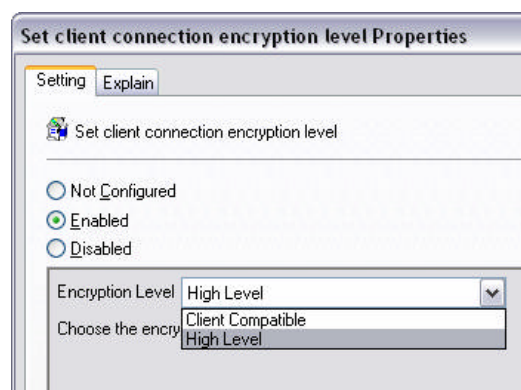 Set client connection encryption level Properties
Setting Explain
Set client connection encryption level
Not Configured
Enabled
Disabled
Encryption Level High Level
Client Compatible
Choose the encry
High Level